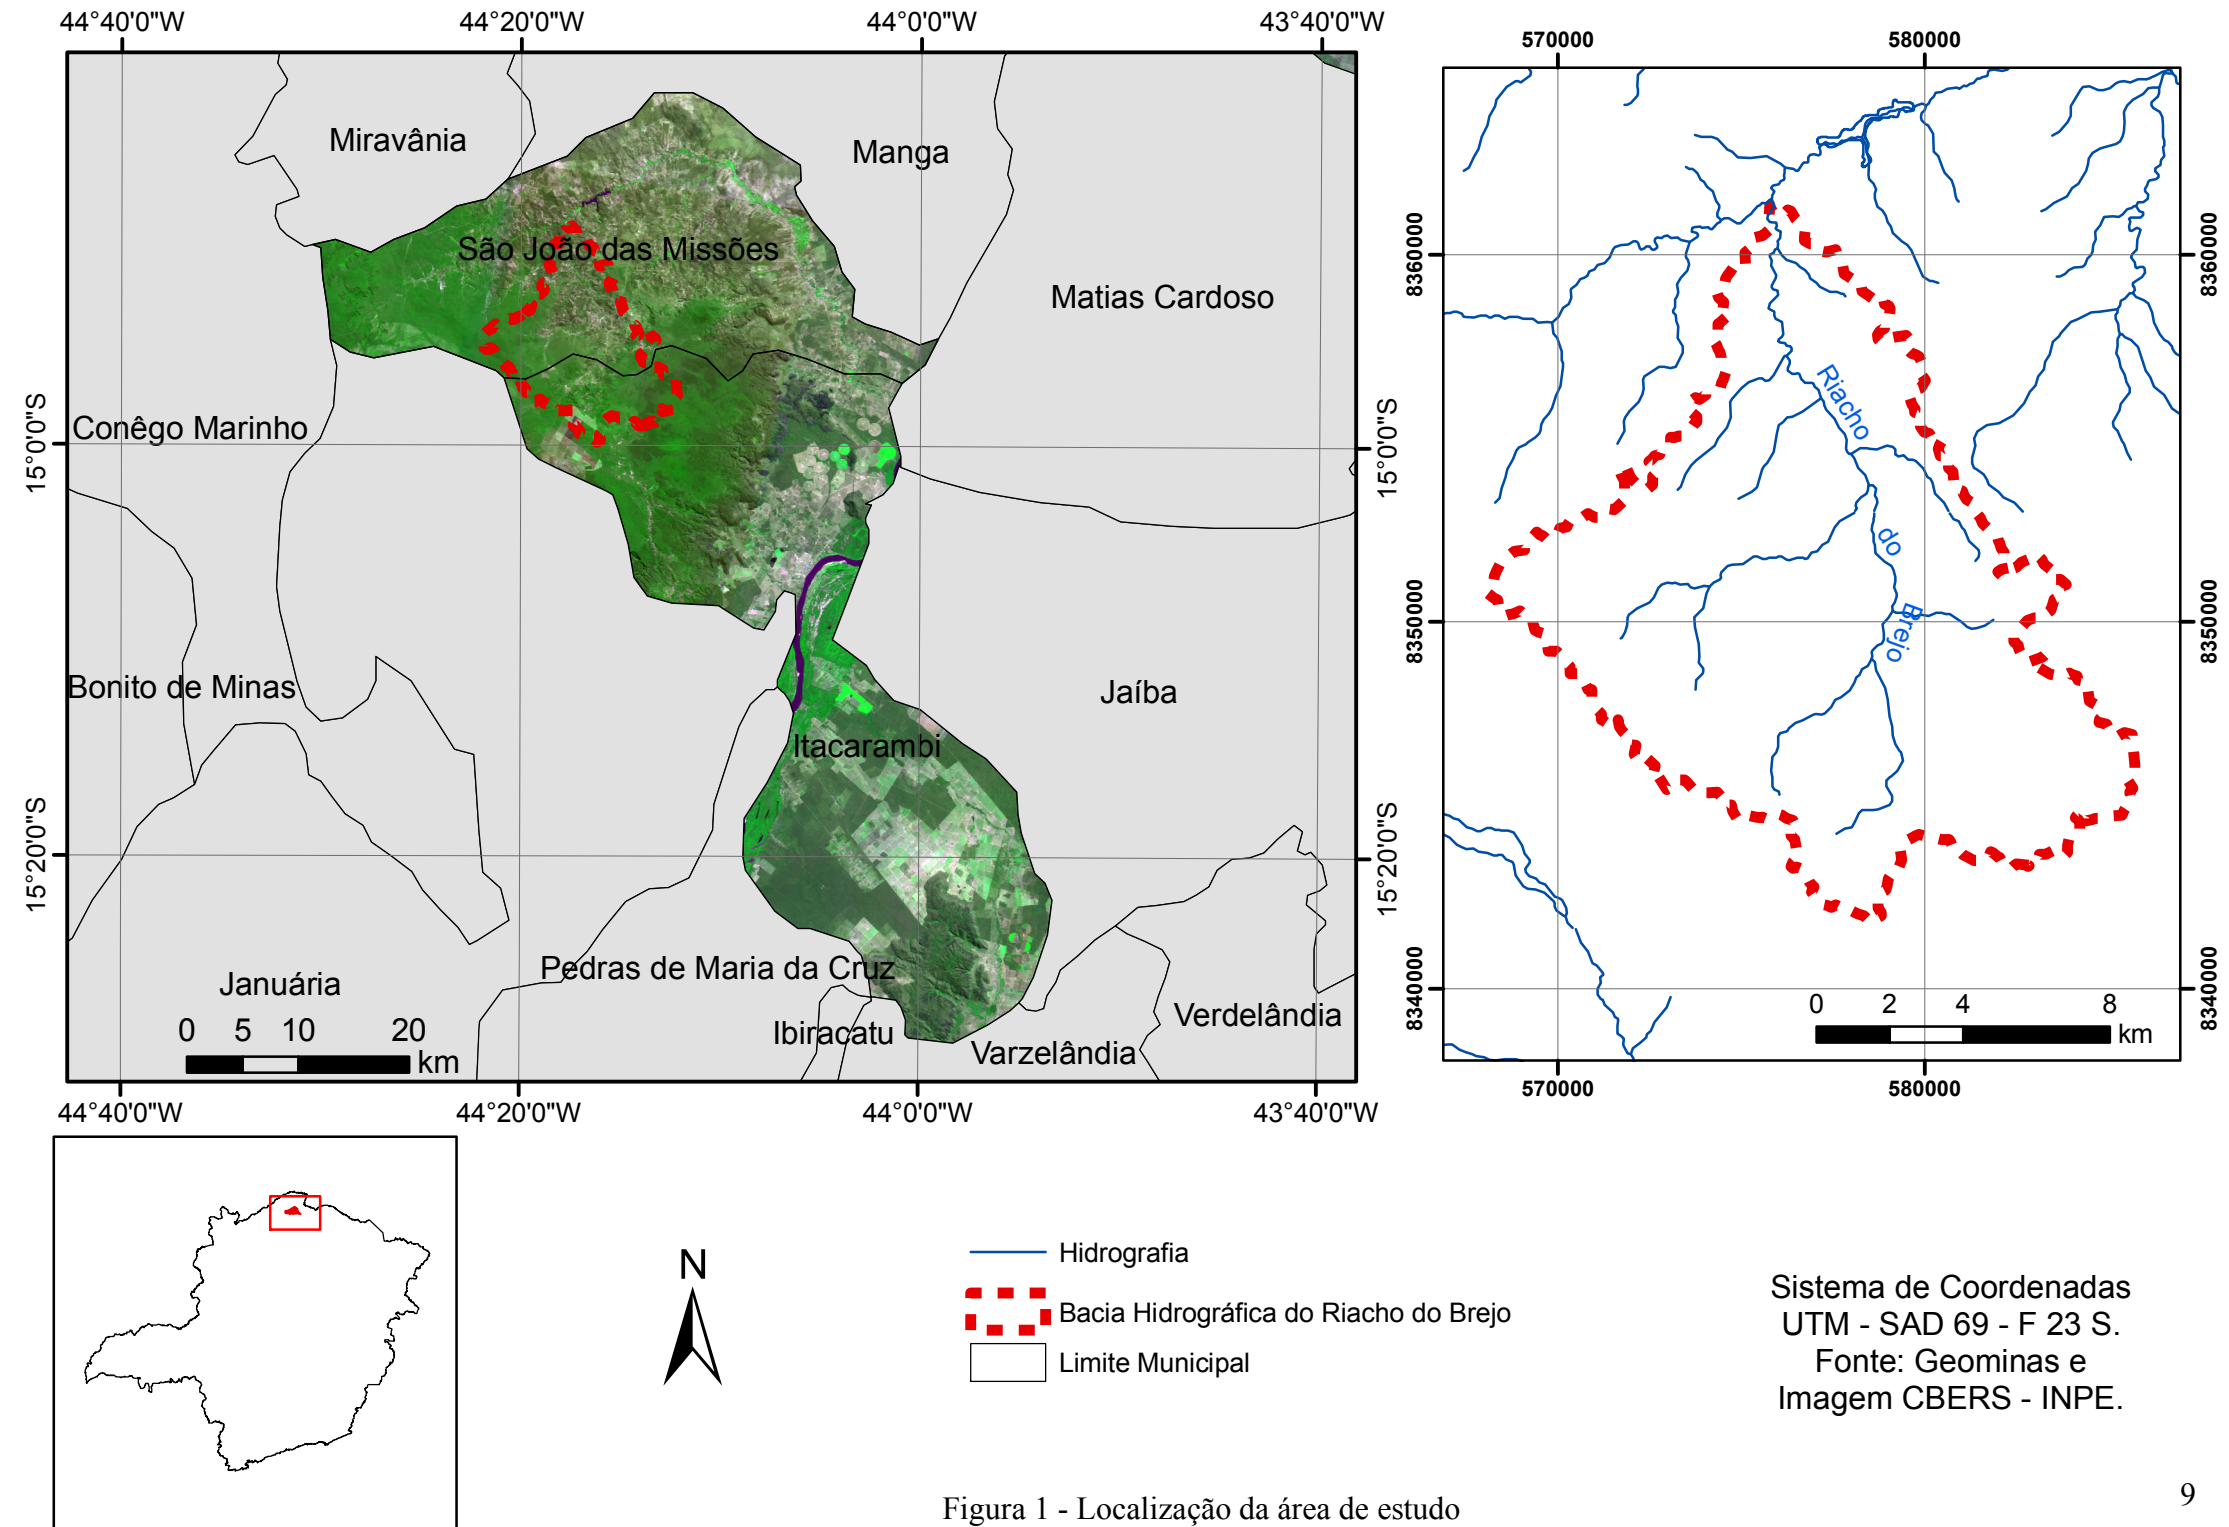 44°40'0"W
44°20'0"W
44°0'0"W
43°40'0"W
Miravânia
Manga
São João das Missões
Matias Cardoso
Conêgo Marinho
15°0'0"S
15°0'0"S
Bonito de Minas
Jaíba
Itacarambi
15°20'0"S
15°20'0"S
Januária
Pedras de Maria da Cruz
Ibiracatu
Varzelândia
Verdelândia
0 5 10 20
km
44°40'0"W
44°20'0"W
44°0'0"W
43°40'0"W
570000
580000
8360000
8360000
Riacho
do
Brejo
8350000
8350000
8340000
8340000
0 2 4 8
km
570000
580000
N
Hidrografia
Bacia Hidrográfica do Riacho do Brejo
Limite Municipal
Sistema de Coordenadas
UTM - SAD 69 - F 23 S.
Fonte: Geominas e
Imagem CBERS - INPE.
Figura 1 - Localização da área de estudo
9